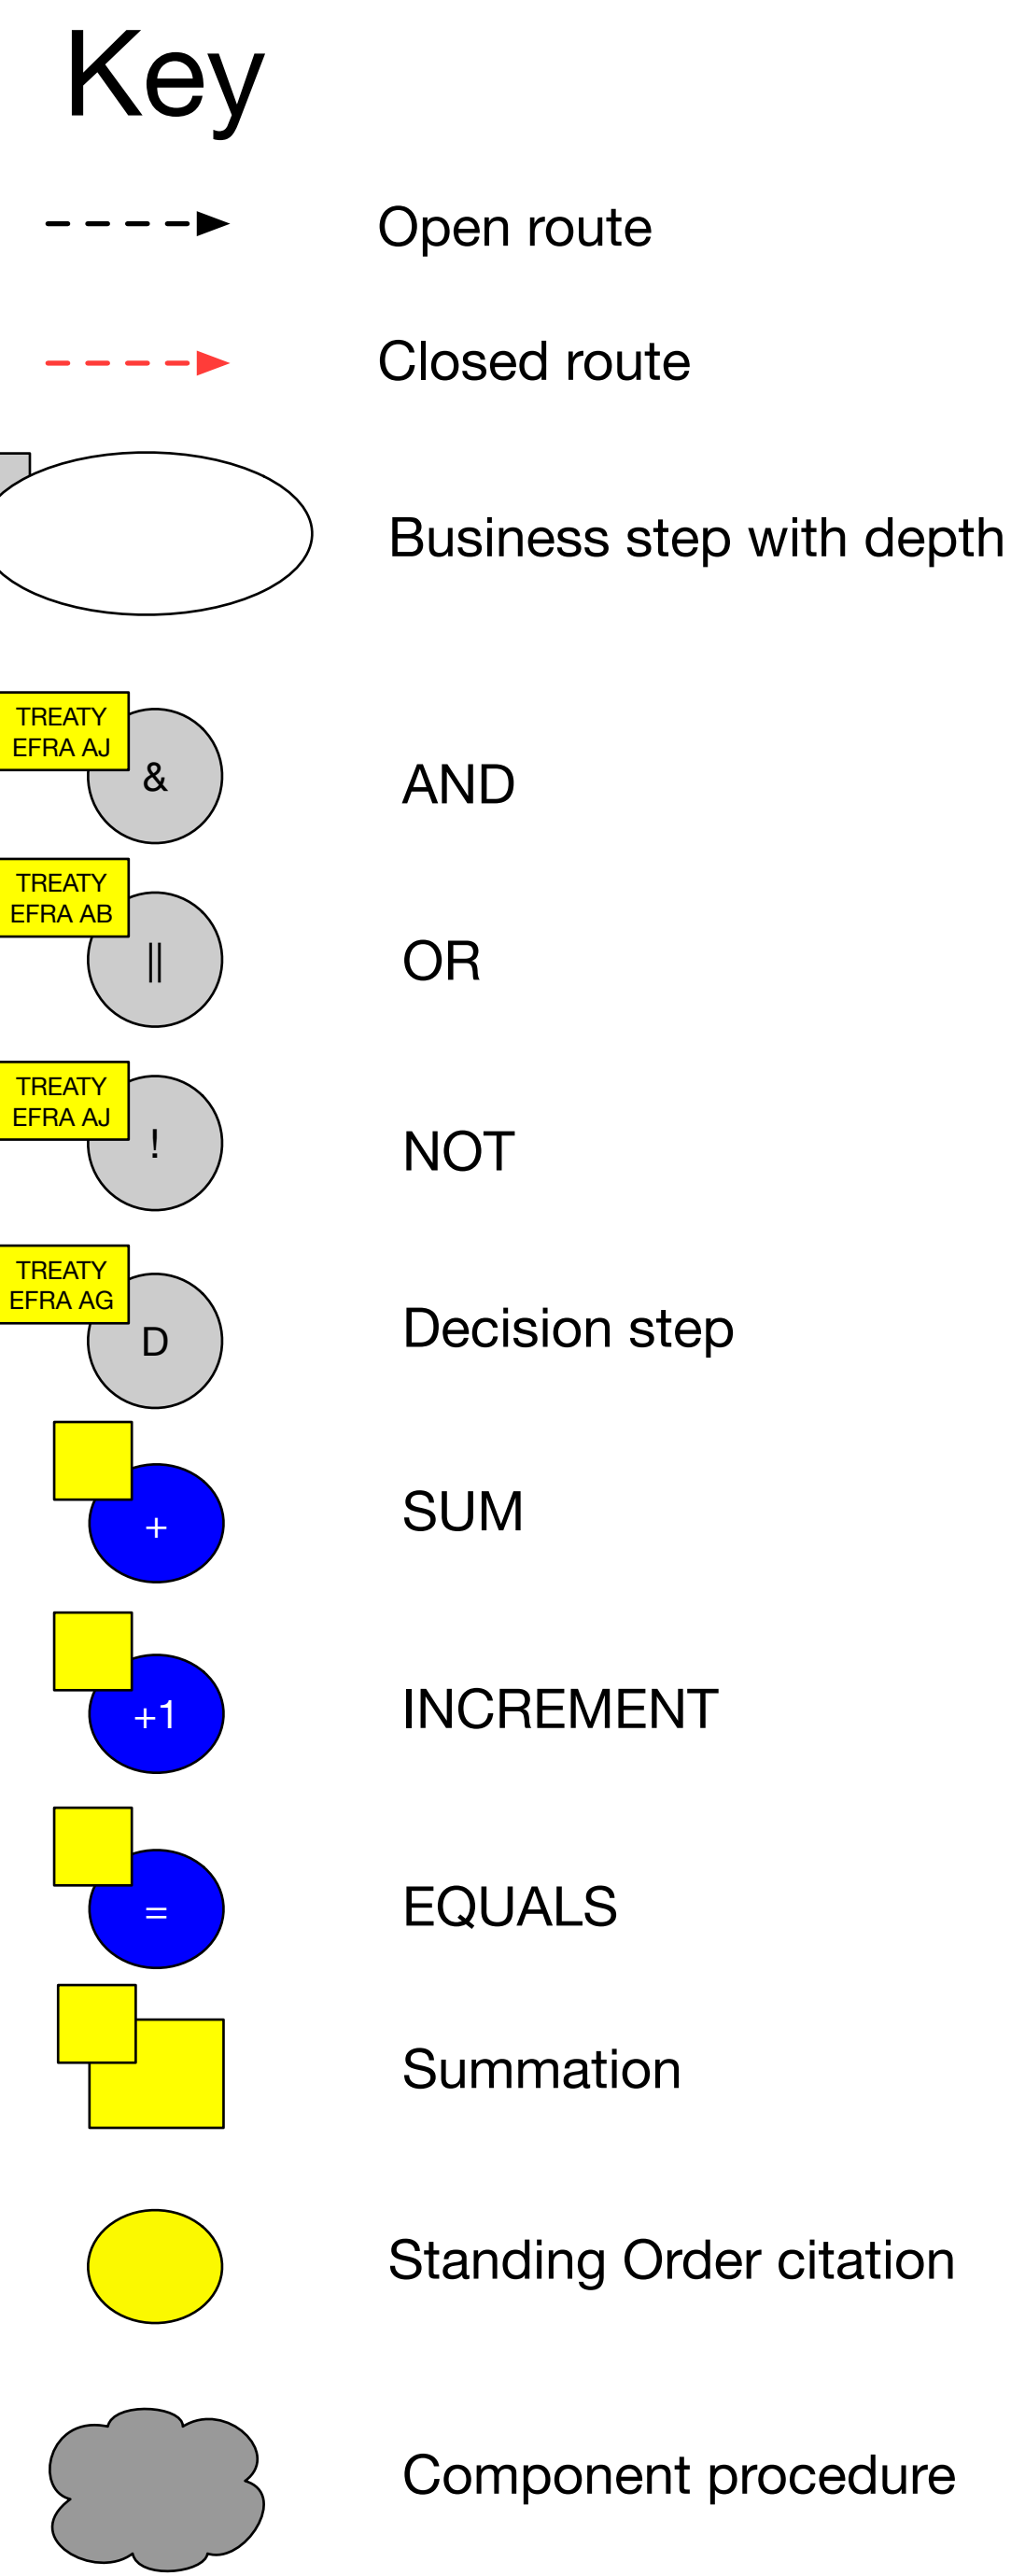 Key
Open route
Closed route
Business step with depth
TREATY
EFRA AJ
&
AND
TREATY
EFRA AB
||
OR
TREATY
EFRA AJ
!
NOT
TREATY
EFRA AG
D
Decision step
+
SUM
+1
INCREMENT
=
EQUALS
Summation
Standing Order citation
Component procedure